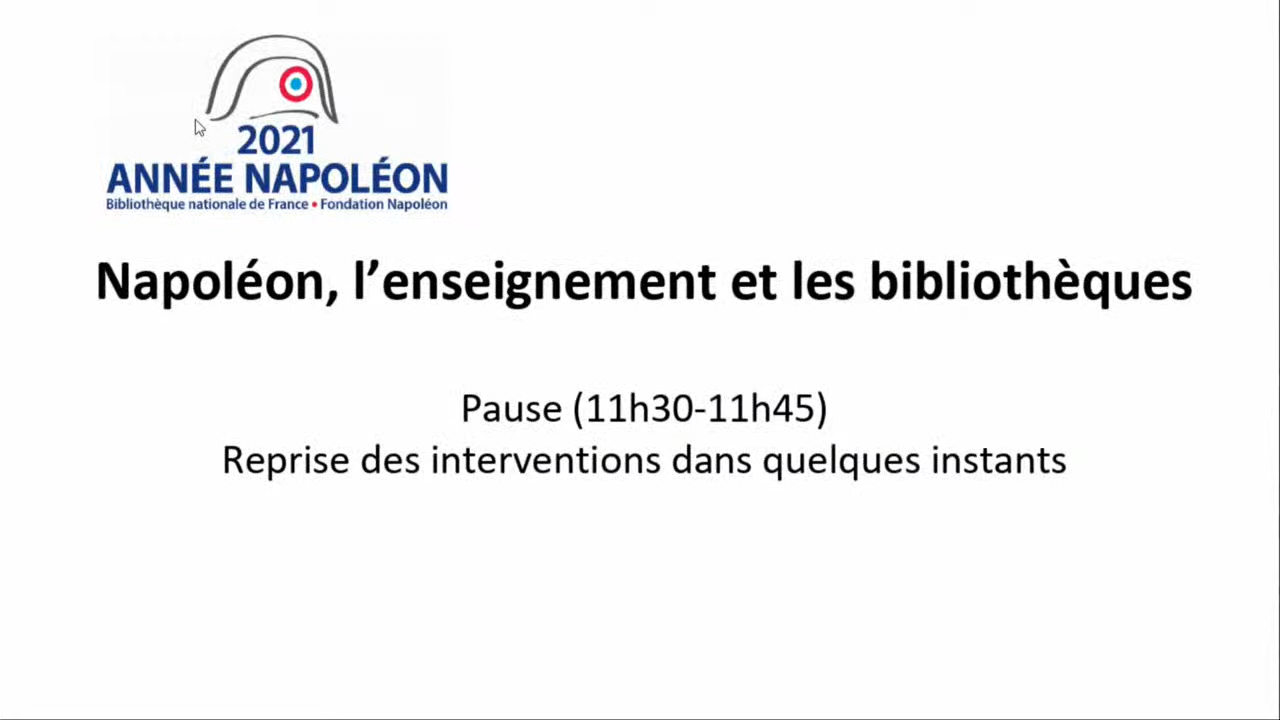 2021
ANNÉE NAPOLÉON
Bibliothèque nationale de France • Fondation Napoléon
Napoléon, l’enseignement et les bibliothèques
Pause (11h30-11h45)
Reprise des interventions dans quelques instants